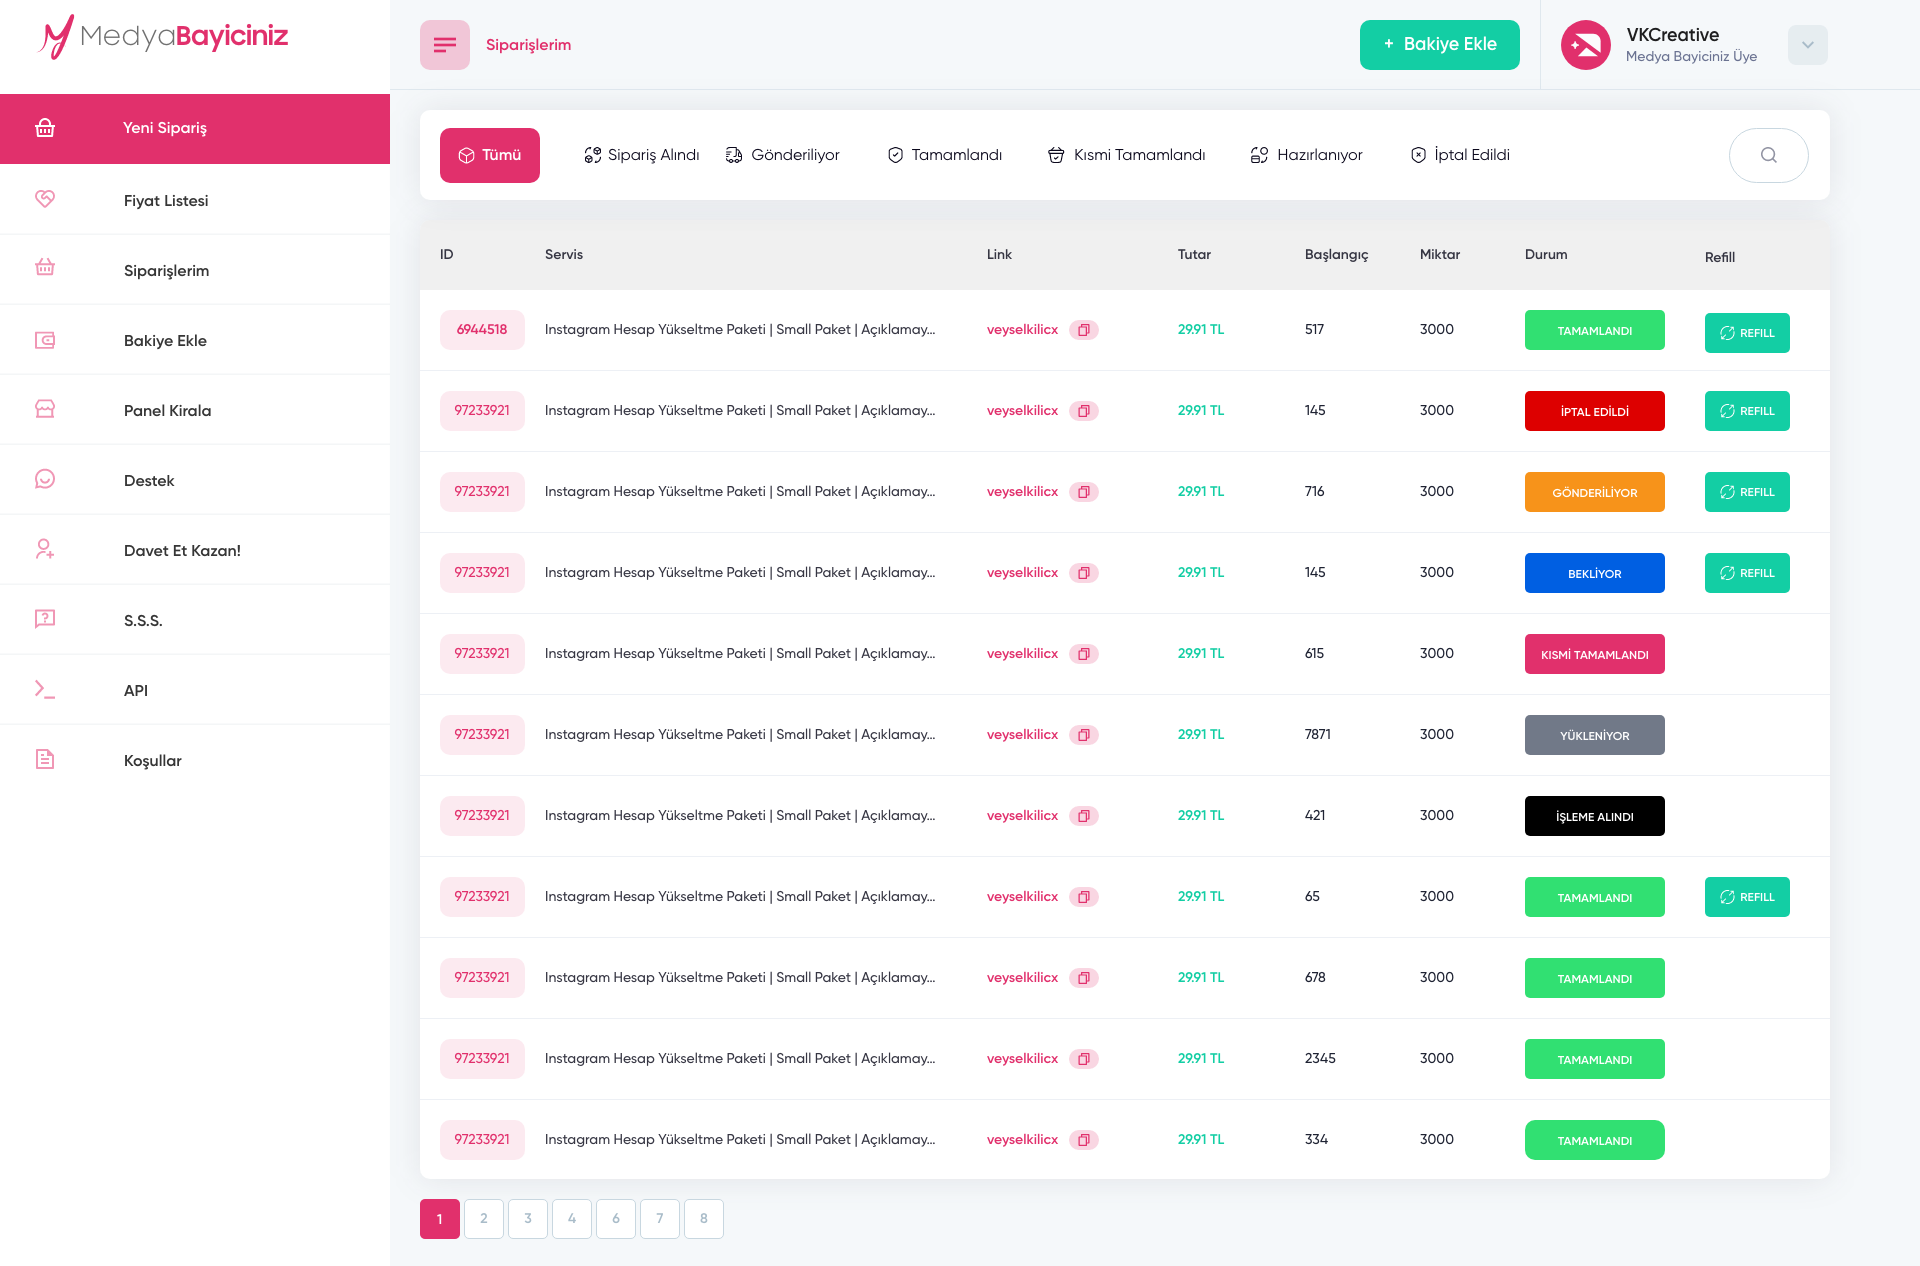 MedyaBayiciniz
Siparişlerim
+ Bakiye Ekle
VKCreative
Medya Bayiciniz Üye
Yeni Sipariş
Fiyat Listesi
Siparişlerim
Bakiye Ekle
Panel Kirala
Destek
Davet Et Kazan!
S.S.S.
API
Koşullar
Tümü Sipariş Alındı Gönderiliyor Tamamlandı Kısmi Tamamlandı Hazırlanıyor İptal Edildi
ID Servis Link Tutar Başlangıç Miktar Durum Refill
6944518 Instagram Hesap Yükseltme Paketi | Small Paket | Açıklamay... veyselkilicx 29.91 TL 517 3000 TAMAMLANDI REFILL
97233921 Instagram Hesap Yükseltme Paketi | Small Paket | Açıklamay... veyselkilicx 29.91 TL 145 3000 İPTAL EDİLDİ REFILL
97233921 Instagram Hesap Yükseltme Paketi | Small Paket | Açıklamay... veyselkilicx 29.91 TL 716 3000 GÖNDERİLİYOR REFILL
97233921 Instagram Hesap Yükseltme Paketi | Small Paket | Açıklamay... veyselkilicx 29.91 TL 145 3000 BEKLİYOR REFILL
97233921 Instagram Hesap Yükseltme Paketi | Small Paket | Açıklamay... veyselkilicx 29.91 TL 615 3000 KISMİ TAMAMLANDI
97233921 Instagram Hesap Yükseltme Paketi | Small Paket | Açıklamay... veyselkilicx 29.91 TL 7871 3000 YÜKLENİYOR
97233921 Instagram Hesap Yükseltme Paketi | Small Paket | Açıklamay... veyselkilicx 29.91 TL 421 3000 İŞLEME ALINDI
97233921 Instagram Hesap Yükseltme Paketi | Small Paket | Açıklamay... veyselkilicx 29.91 TL 65 3000 TAMAMLANDI REFILL
97233921 Instagram Hesap Yükseltme Paketi | Small Paket | Açıklamay... veyselkilicx 29.91 TL 678 3000 TAMAMLANDI
97233921 Instagram Hesap Yükseltme Paketi | Small Paket | Açıklamay... veyselkilicx 29.91 TL 2345 3000 TAMAMLANDI
97233921 Instagram Hesap Yükseltme Paketi | Small Paket | Açıklamay... veyselkilicx 29.91 TL 334 3000 TAMAMLANDI
1 2 3 4 6 7 8